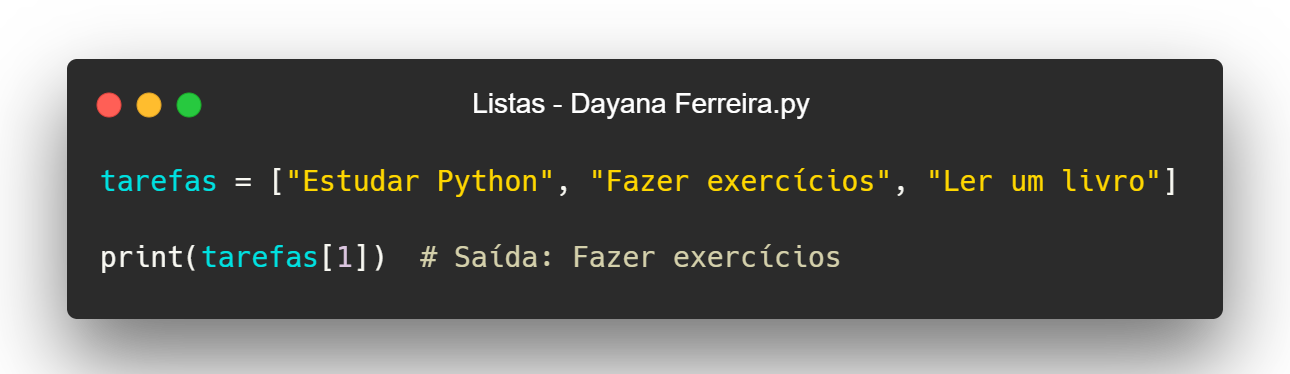 Listas - Dayana Ferreira.py
tarefas = ["Estudar Python", "Fazer exercícios", "Ler um livro"]
print(tarefas[1])  # Saída: Fazer exercícios